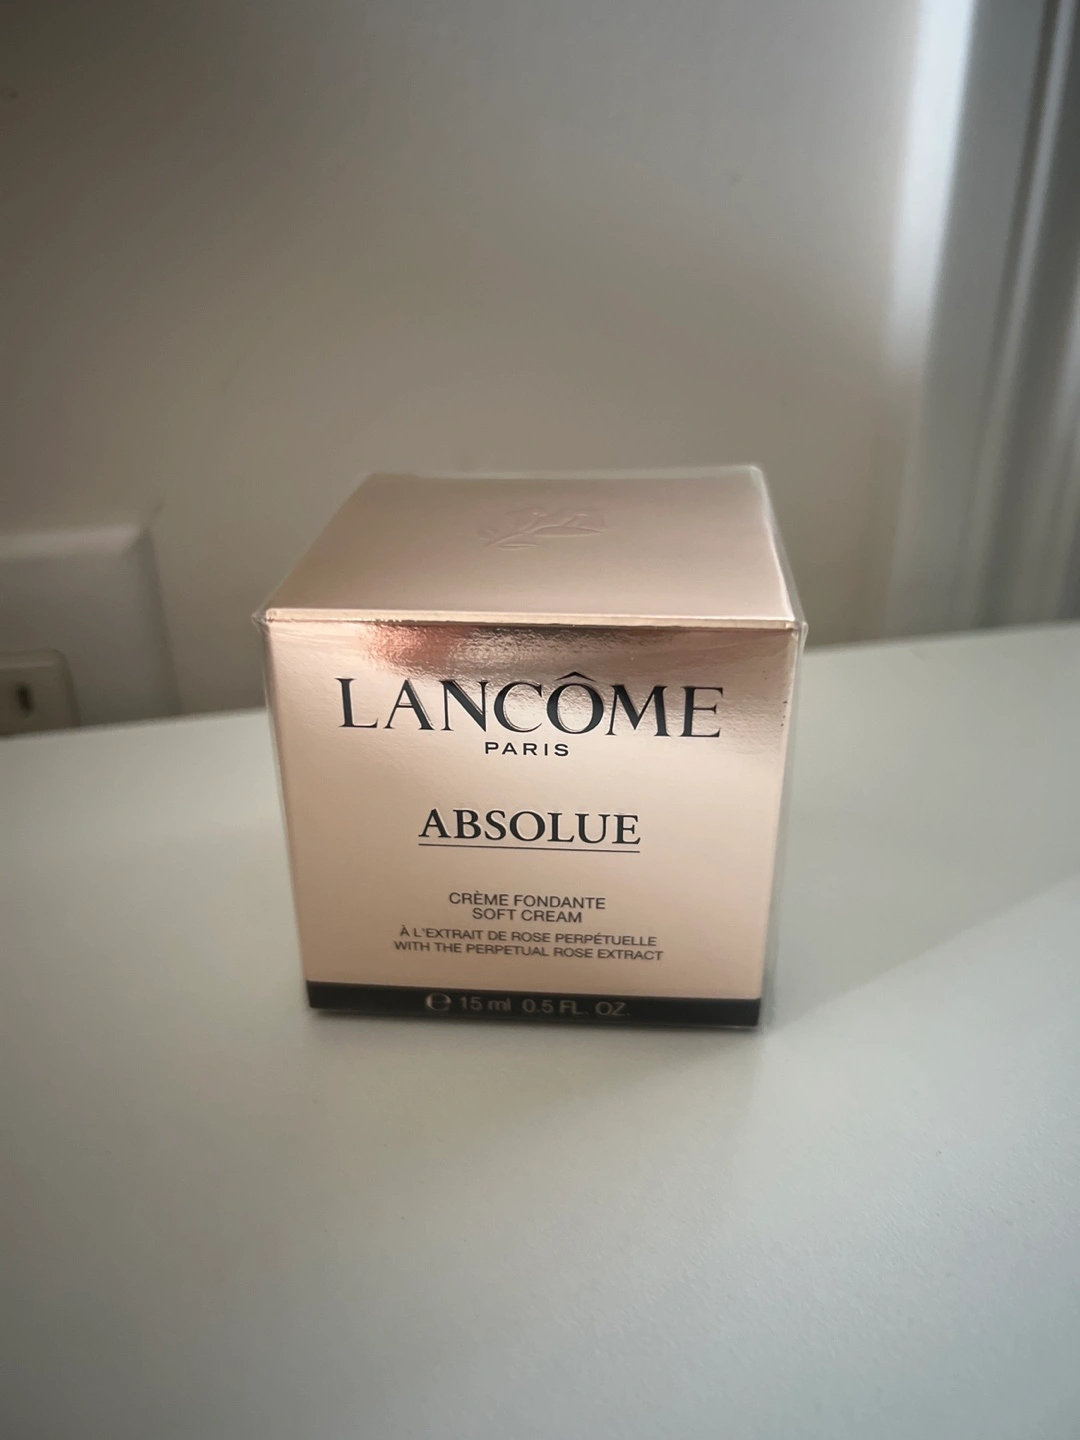 LANCÔME
PARIS
ABSOLUE
CRÈME FONDANTE
SOFT CREAM
À L'EXTRAIT DE ROSE PERPÉTUELLE
WITH THE PERPETUAL ROSE EXTRACT
℮ 15 ml 0.5 FL. OZ.